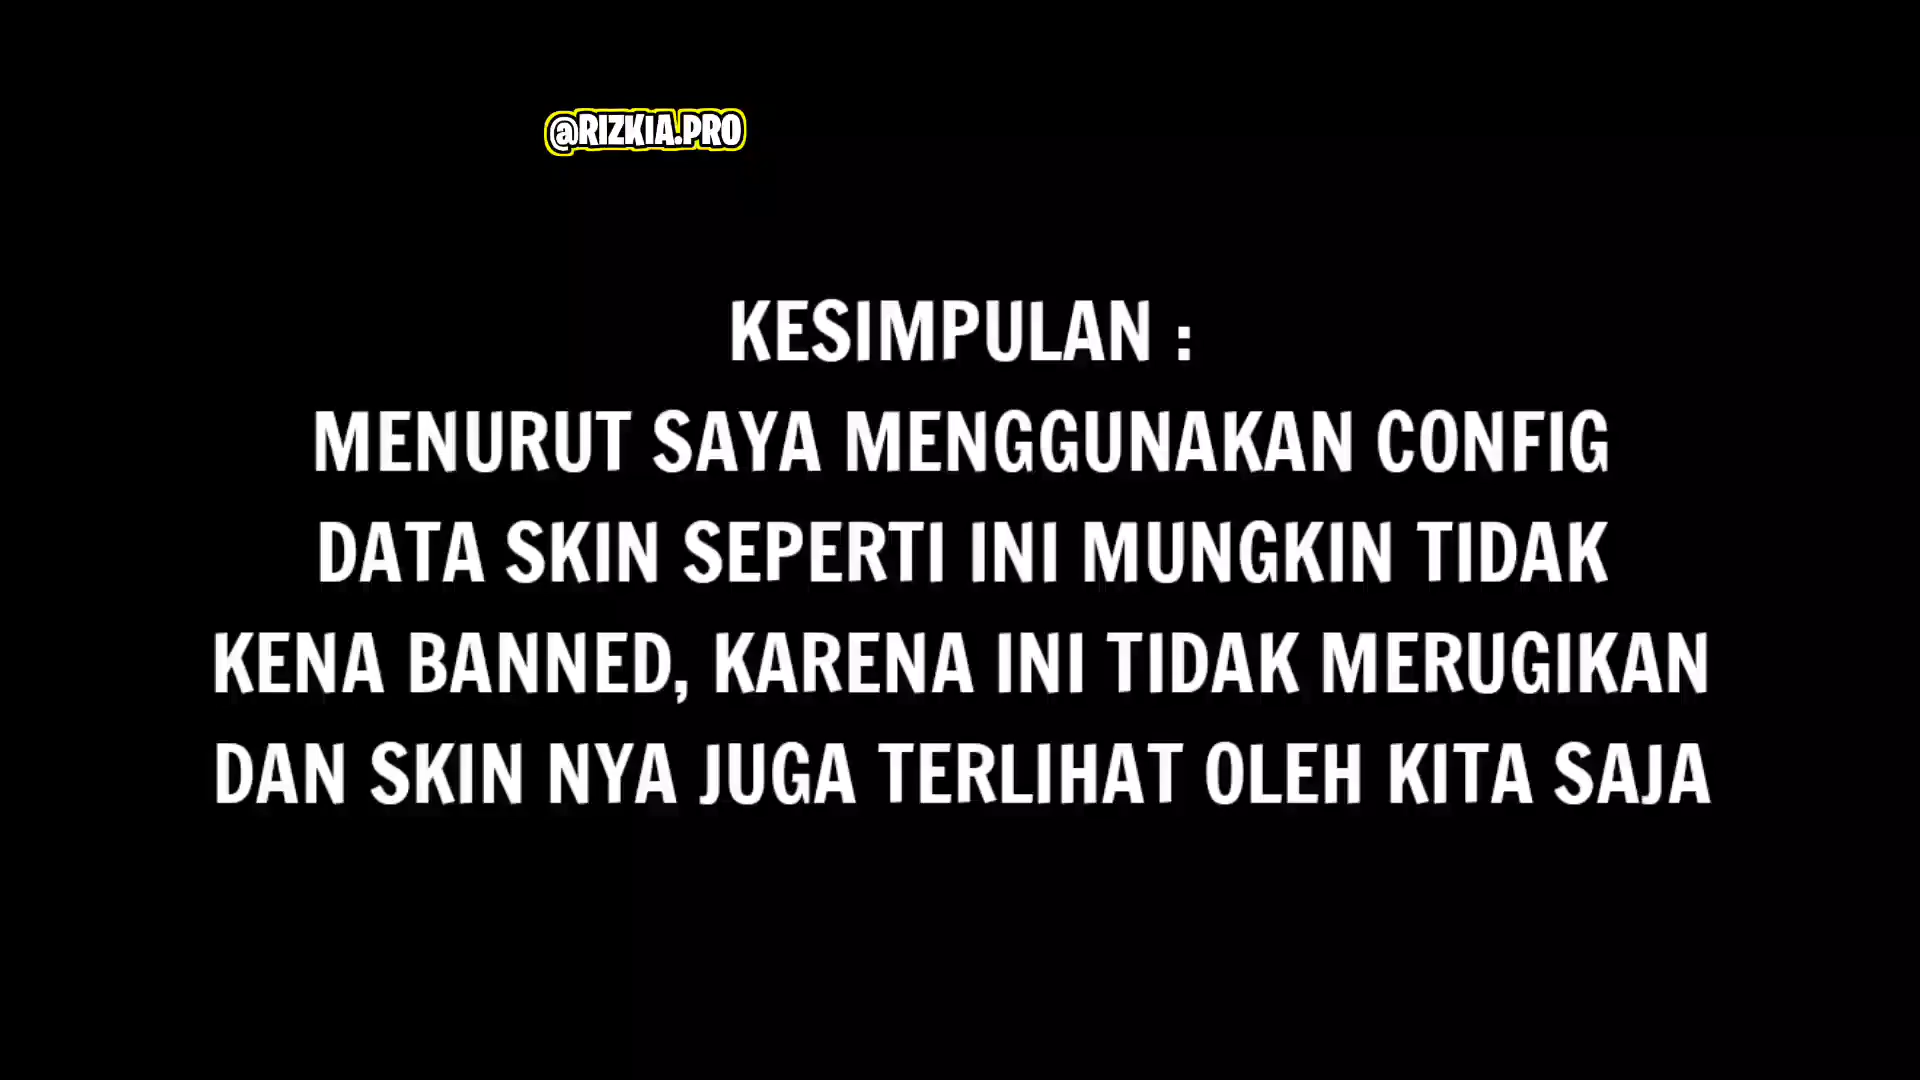 @RIZKIA.PRO
KESIMPULAN :
MENURUT SAYA MENGGUNAKAN CONFIG
DATA SKIN SEPERTI INI MUNGKIN TIDAK
KENA BANNED, KARENA INI TIDAK MERUGIKAN
DAN SKIN NYA JUGA TERLIHAT OLEH KITA SAJA